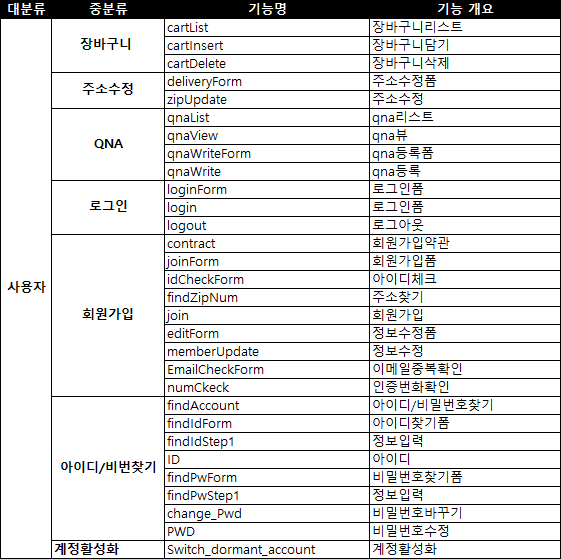 대분류 중분류 기능명 기능 개요
사용자
장바구니
cartList 장바구니리스트
cartInsert 장바구니담기
cartDelete 장바구니삭제
주소수정
deliveryForm 주소수정폼
zipUpdate 주소수정
QNA
qnaList qna리스트
qnaView qna뷰
qnaWriteForm qna등록폼
qnaWrite qna등록
로그인
loginForm 로그인폼
login 로그인폼
logout 로그아웃
회원가입
contract 회원가입약관
joinForm 회원가입폼
idCheckForm 아이디체크
findZipNum 주소찾기
join 회원가입
editForm 정보수정폼
memberUpdate 정보수정
EmailCheckForm 이메일중복확인
numCkeck 인증번화확인
아이디/비번찾기
findAccount 아이디/비밀번호찾기
findIdForm 아이디찾기폼
findIdStep1 정보입력
ID 아이디
findPwForm 비밀번호찾기폼
findPwStep1 정보입력
change_Pwd 비밀번호바꾸기
PWD 비밀번호수정
계정활성화 Switch_dormant_account 계정활성화